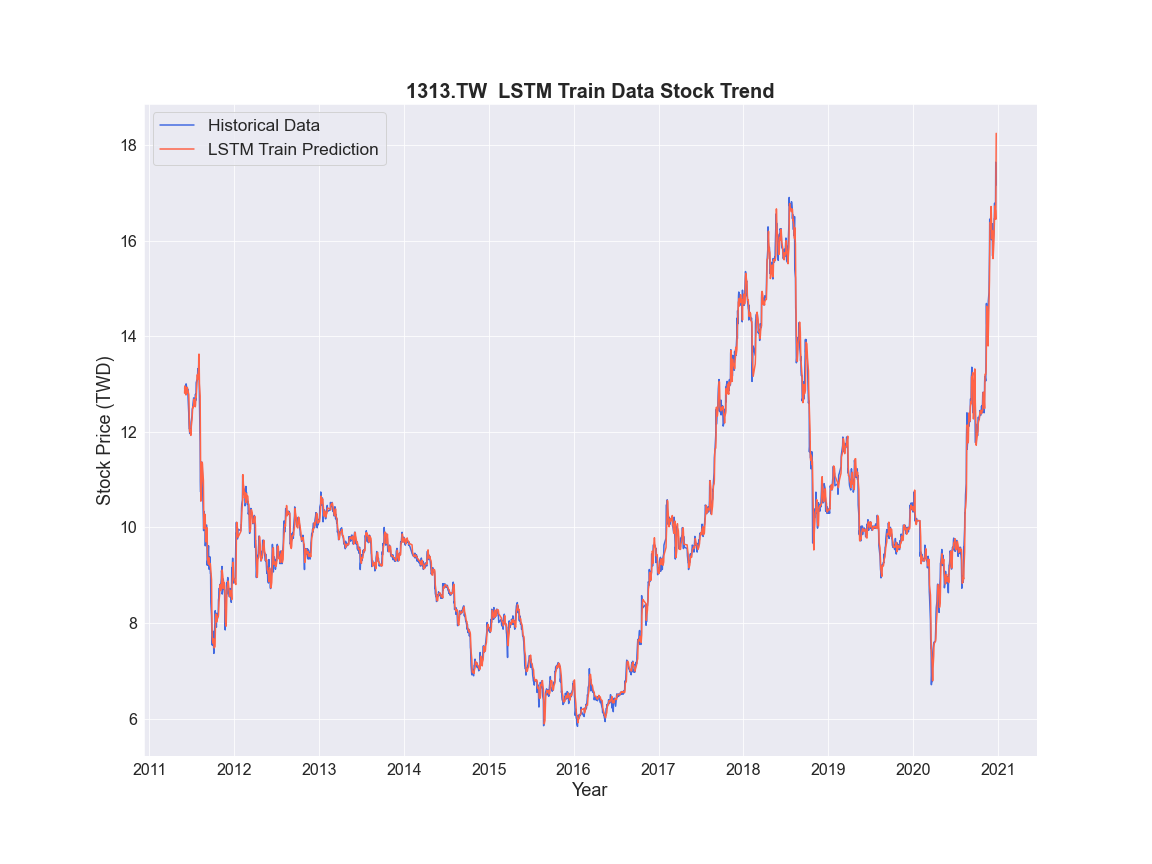 1313.TW  LSTM Train Data Stock Trend
Historical Data
LSTM Train Prediction
Stock Price (TWD)
18
16
14
12
10
8
6
2011 2012 2013 2014 2015 2016 2017 2018 2019 2020 2021
Year